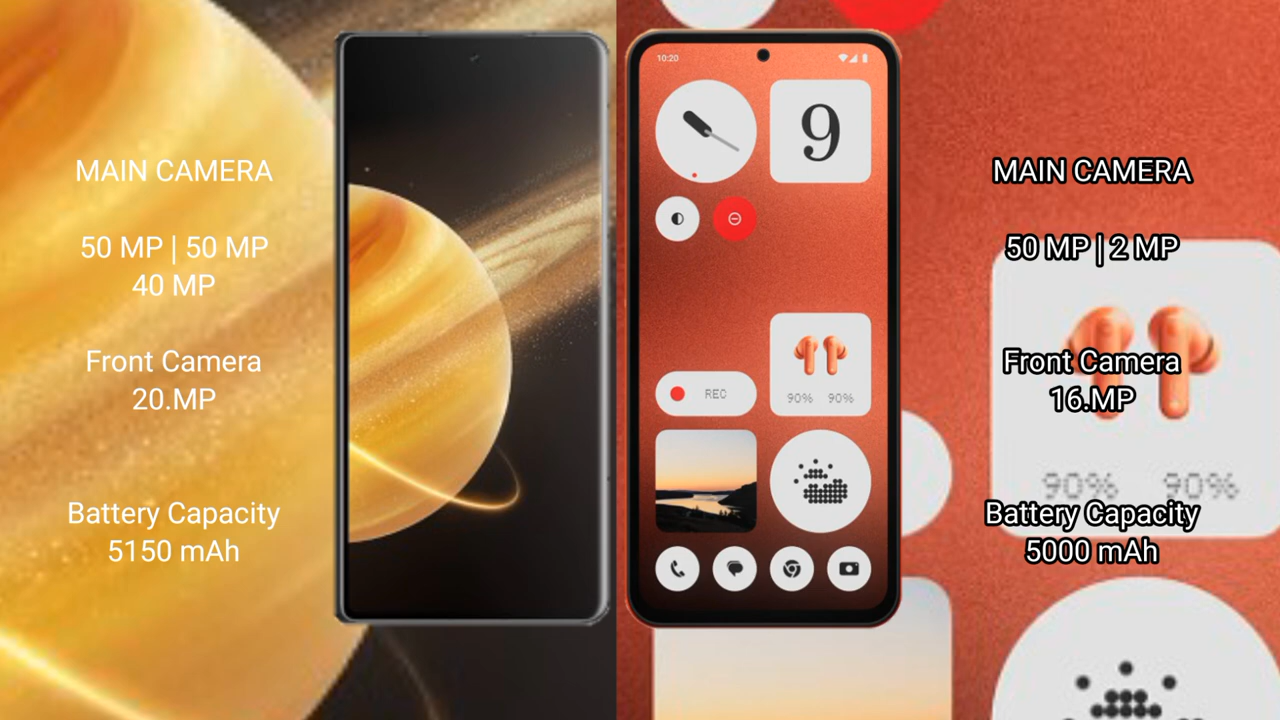 MAIN CAMERA
50 MP | 50 MP
40 MP
Front Camera
20.MP
Battery Capacity
5150 mAh
10:20
9
REC
90% 90%
MAIN CAMERA
50 MP | 2 MP
Front Camera
16.MP
90% 90%
Battery Capacity
5000 mAh